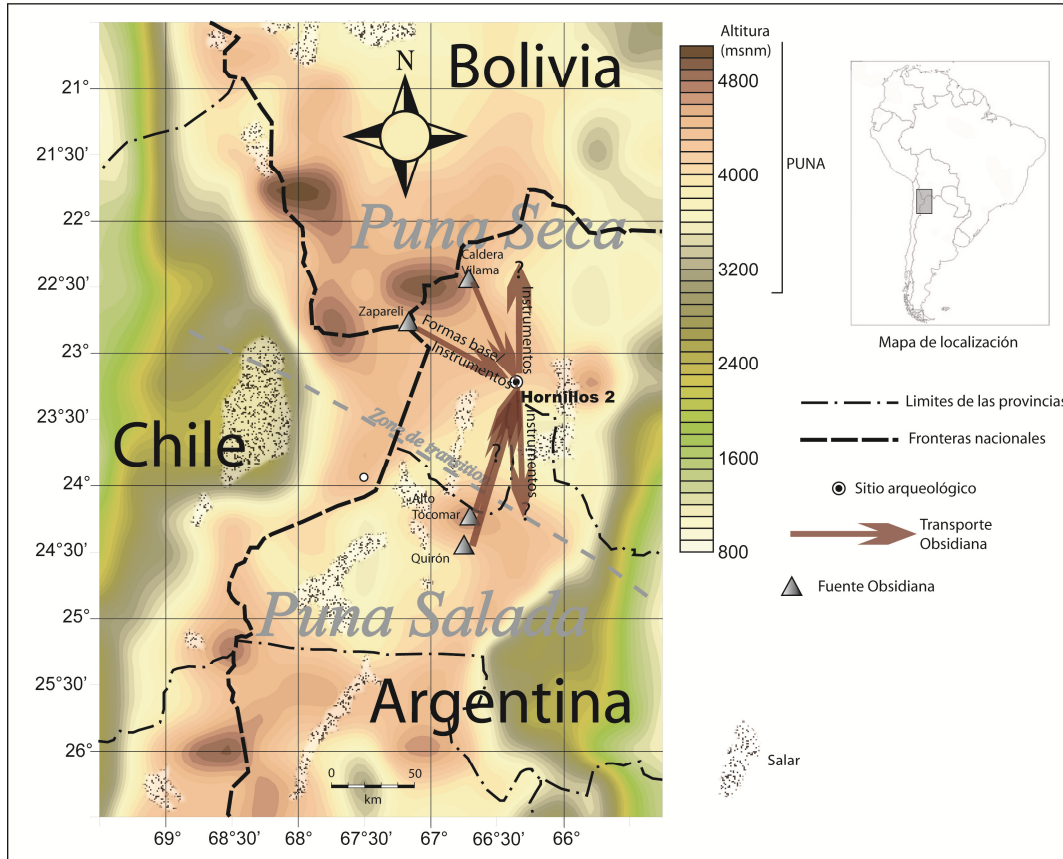 Bolivia
N
Puna Seca
Caldera
Vilama
Zapareli
?
Instrumentos
Formas base/
Instrumentos
Hornillos 2
Instrumentos
?
?
Zona de transition
Chile
Alto
Tocomar
Quirón
Puna Salada
Argentina
0 50
km
21°
21°30'
22°
22°30'
23°
23°30'
24°
24°30'
25°
25°30'
26°
69°
68°30'
68°
67°30'
67°
66°30'
66°
Altitura
(msnm)
4800
4000
3200
2400
1600
800
PUNA
Mapa de localización
Limites de las provincias
Fronteras nacionales
Sitio arqueológico
Transporte
Obsidiana
Fuente Obsidiana
Salar